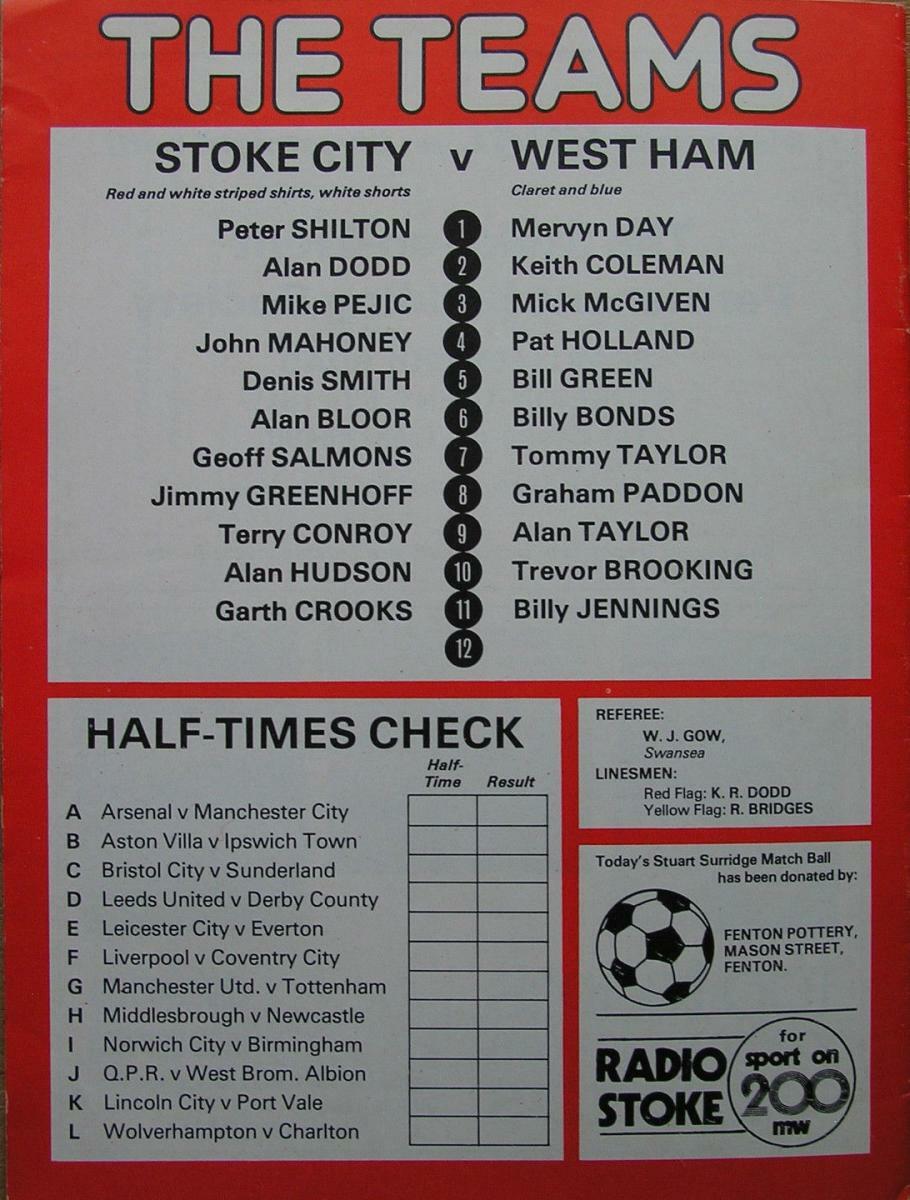 THE TEAMS
STOKE CITY v WEST HAM
Red and white striped shirts, white shorts Claret and blue
Peter SHILTON 1 Mervyn DAY
Alan DODD 2 Keith COLEMAN
Mike PEJIC 3 Mick McGIVEN
John MAHONEY 4 Pat HOLLAND
Denis SMITH 5 Bill GREEN
Alan BLOOR 6 Billy BONDS
Geoff SALMONS 7 Tommy TAYLOR
Jimmy GREENHOFF 8 Graham PADDON
Terry CONROY 9 Alan TAYLOR
Alan HUDSON 10 Trevor BROOKING
Garth CROOKS 11 Billy JENNINGS
12
HALF-TIMES CHECK
Half-
Time Result
A Arsenal v Manchester City
B Aston Villa v Ipswich Town
C Bristol City v Sunderland
D Leeds United v Derby County
E Leicester City v Everton
F Liverpool v Coventry City
G Manchester Utd. v Tottenham
H Middlesbrough v Newcastle
I Norwich City v Birmingham
J Q.P.R. v West Brom. Albion
K Lincoln City v Port Vale
L Wolverhampton v Charlton
REFEREE:
W. J. GOW,
Swansea
LINESMEN:
Red Flag: K. R. DODD
Yellow Flag: R. BRIDGES
Today's Stuart Surridge Match Ball
has been donated by:
FENTON POTTERY,
MASON STREET,
FENTON.
RADIO
STOKE
for
sport on
200
mw